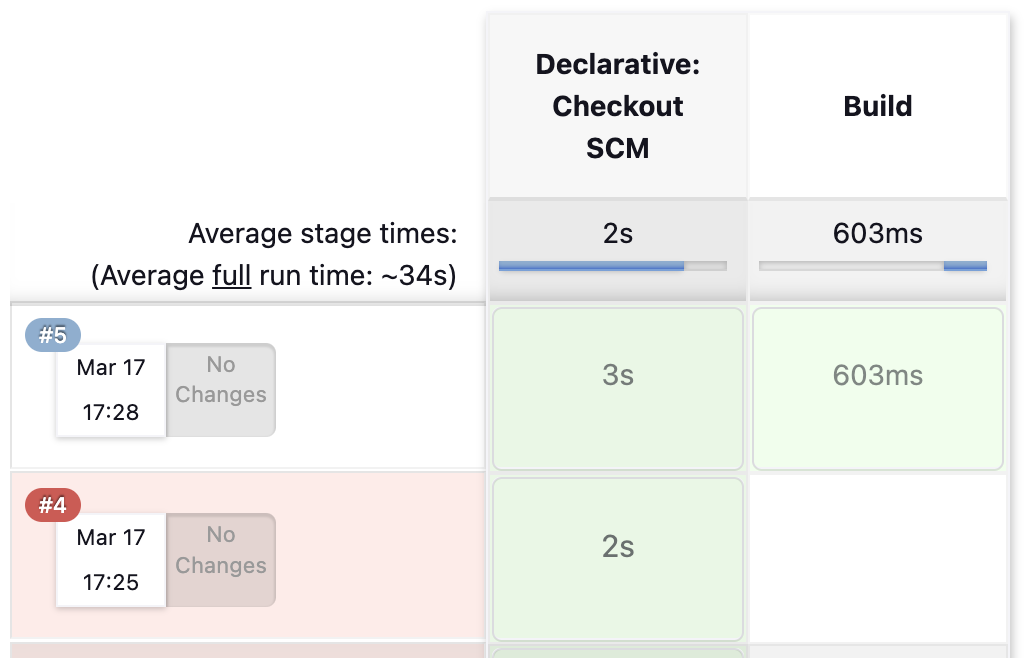 Declarative:
Checkout
SCM
Build
Average stage times:
(Average full run time: ~34s)
2s
603ms
#5
Mar 17
17:28
No
Changes
3s
603ms
#4
Mar 17
17:25
No
Changes
2s